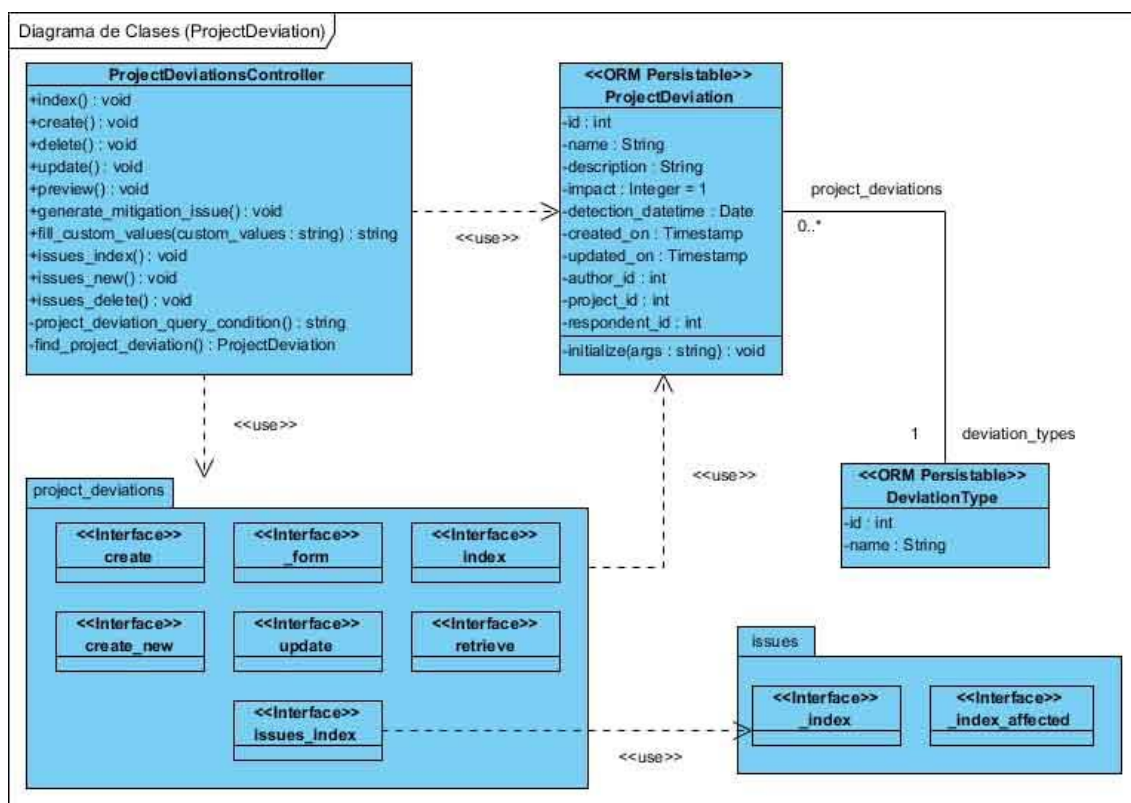 Diagrama de Clases (ProjectDeviation)
ProjectDeviationsController
+index() : void
+create() : void
+delete() : void
+update() : void
+preview() : void
+generate_mitigation_issue() : void
+fill_custom_values(custom_values : string) : string
+issues_index() : void
+issues_new() : void
+issues_delete() : void
-project_deviation_query_condition() : string
-find_project_deviation() : ProjectDeviation
<<use>>
<<ORM Persistable>>
ProjectDeviation
-id : int
-name : String
-description : String
-impact : Integer = 1
-detection_datetime : Date
-created_on : Timestamp
-updated_on : Timestamp
-author_id : int
-project_id : int
-respondent_id : int
-initialize(args : string) : void
project_deviations
0..*
1
deviation_types
<<ORM Persistable>>
DeviationType
-id : int
-name : String
<<use>>
<<use>>
project_deviations
<<Interface>>
create
<<Interface>>
_form
<<Interface>>
index
<<Interface>>
create_new
<<Interface>>
update
<<Interface>>
retrieve
<<Interface>>
issues_index
<<use>>
issues
<<Interface>>
_index
<<Interface>>
_index_affected